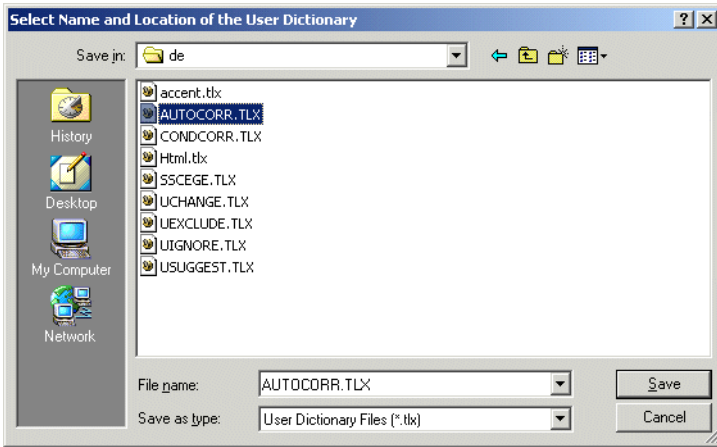 Select Name and Location of the User Dictionary
Save in: de
History
Desktop
My Computer
Network
accent.tlx
AUTOCORR.TLX
CONDCORR.TLX
Html.tlx
SSCEGE.TLX
UCHANGE.TLX
UEXCLUDE.TLX
UIGNORE.TLX
USUGGEST.TLX
File name: AUTOCORR.TLX Save
Save as type: User Dictionary Files (*.tlx) Cancel